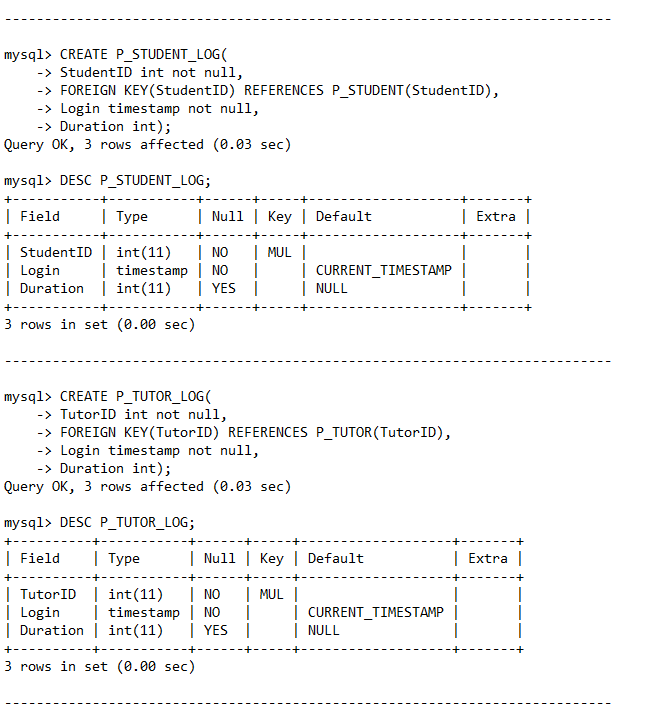 ----------------------------------------------------------------------------
mysql> CREATE P_STUDENT_LOG(
    -> StudentID int not null,
    -> FOREIGN KEY(StudentID) REFERENCES P_STUDENT(StudentID),
    -> Login timestamp not null,
    -> Duration int);
Query OK, 3 rows affected (0.03 sec)
mysql> DESC P_STUDENT_LOG;
+-----------+-----------+------+-----+-------------------+-------+
| Field     | Type      | Null | Key | Default           | Extra |
+-----------+-----------+------+-----+-------------------+-------+
| StudentID | int(11)   | NO   | MUL |                   |       |
| Login     | timestamp | NO   |     | CURRENT_TIMESTAMP |       |
| Duration  | int(11)   | YES  |     | NULL              |       |
+-----------+-----------+------+-----+-------------------+-------+
3 rows in set (0.00 sec)
----------------------------------------------------------------------------
mysql> CREATE P_TUTOR_LOG(
    -> TutorID int not null,
    -> FOREIGN KEY(TutorID) REFERENCES P_TUTOR(TutorID),
    -> Login timestamp not null,
    -> Duration int);
Query OK, 3 rows affected (0.03 sec)
mysql> DESC P_TUTOR_LOG;
+----------+-----------+------+-----+-------------------+-------+
| Field    | Type      | Null | Key | Default           | Extra |
+----------+-----------+------+-----+-------------------+-------+
| TutorID  | int(11)   | NO   | MUL |                   |       |
| Login    | timestamp | NO   |     | CURRENT_TIMESTAMP |       |
| Duration | int(11)   | YES  |     | NULL              |       |
+----------+-----------+------+-----+-------------------+-------+
3 rows in set (0.00 sec)
----------------------------------------------------------------------------